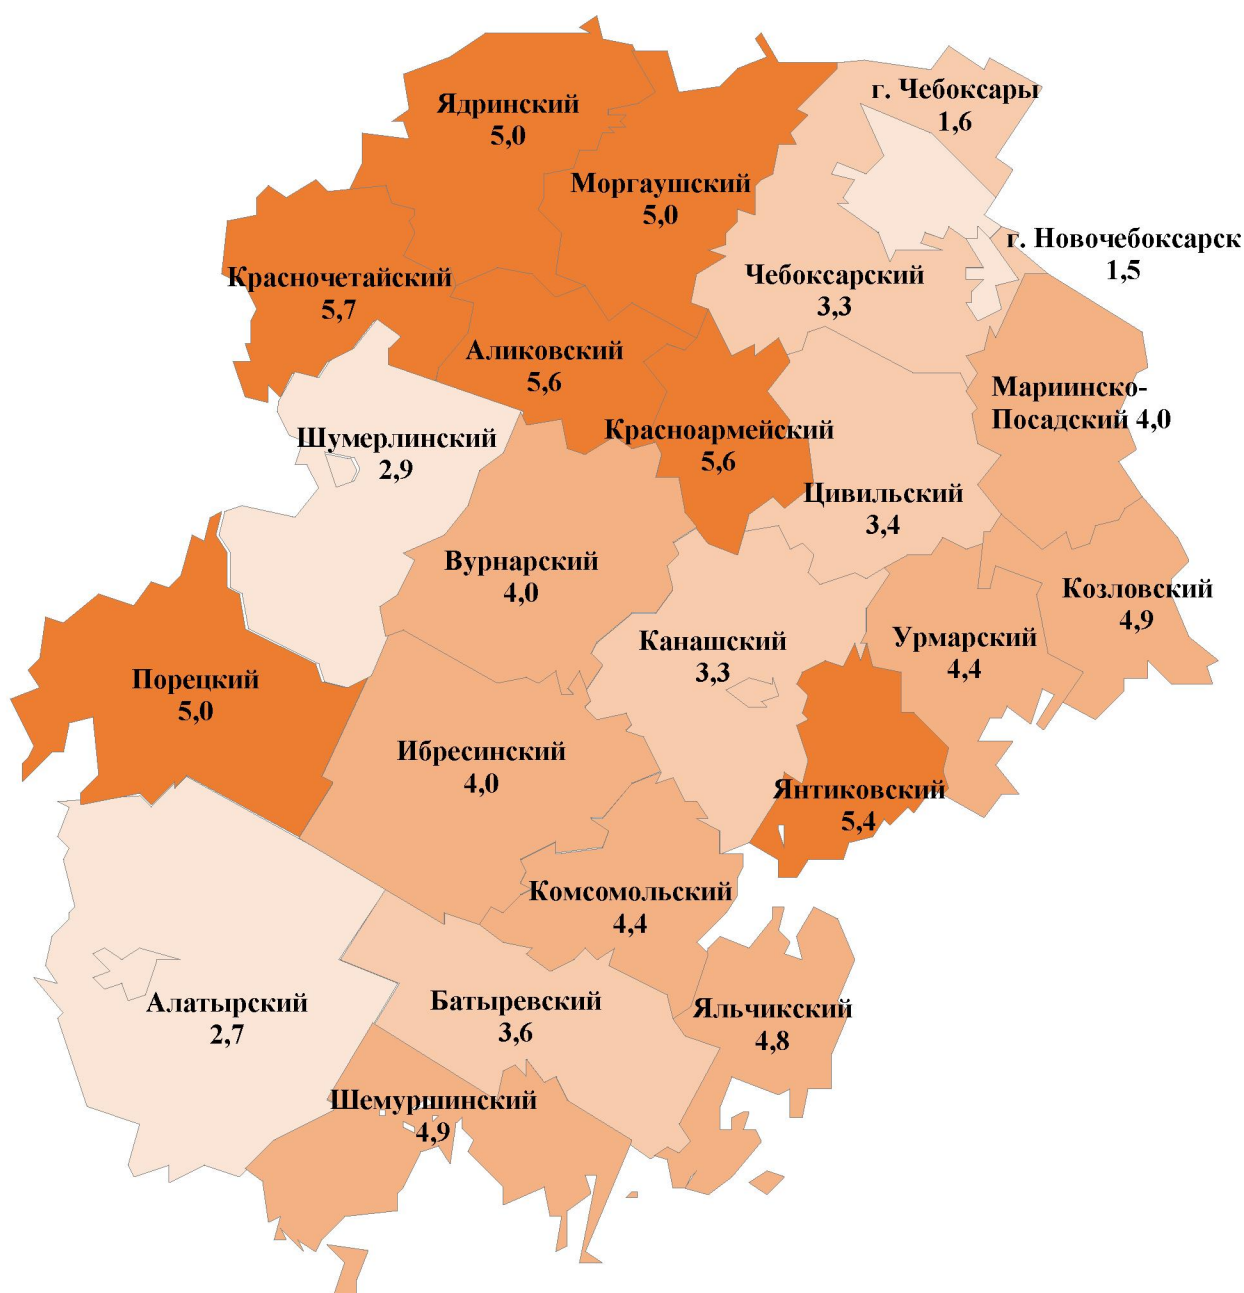 г. Чебоксары
1,6
Ядринский
5,0
Моргаушский
5,0
г. Новочебоксарск
1,5
Красночетайский
5,7
Чебоксарский
3,3
Аликовский
5,6
Мариинско-
Посадский 4,0
Красноармейский
5,6
Шумерлинский
2,9
Цивильский
3,4
Вурнарский
4,0
Козловский
4,9
Урмарский
4,4
Канашский
3,3
Порецкий
5,0
Ибресинский
4,0
Янтиковский
5,4
Комсомольский
4,4
Алатырский
2,7
Батыревский
3,6
Яльчикский
4,8
Шемуршинский
4,9